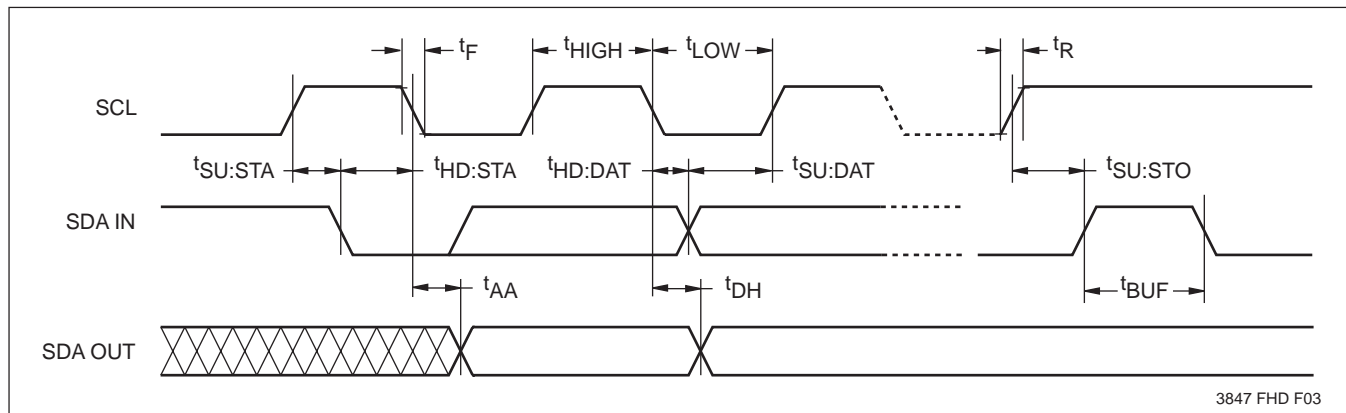 tF
tHIGH
tLOW
tR
SCL
tSU:STA
tHD:STA
tHD:DAT
tSU:DAT
tSU:STO
SDA IN
tAA
tDH
tBUF
SDA OUT
3847 FHD F03